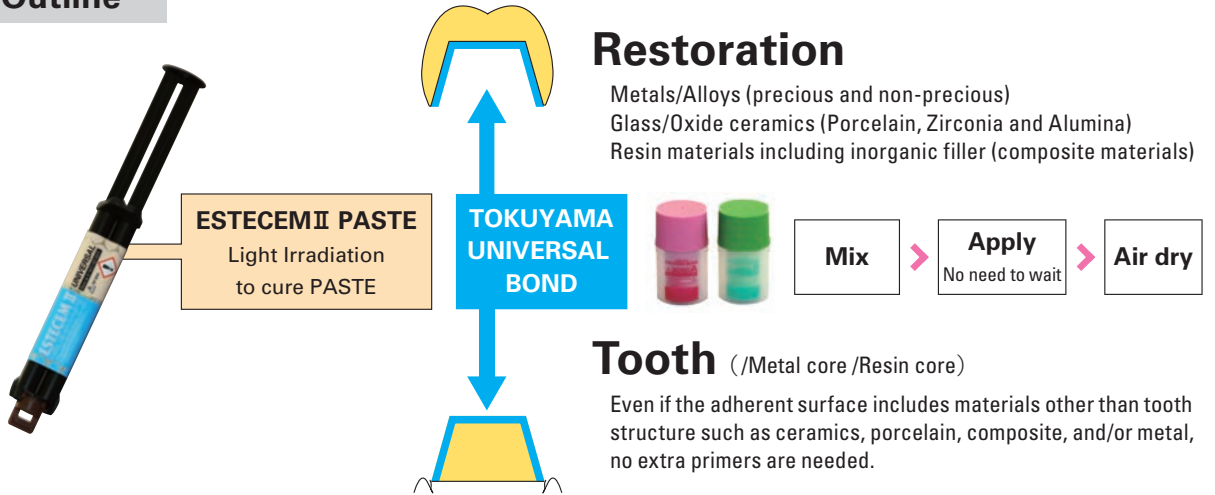 Outline
Restoration
Metals/Alloys (precious and non-precious)
Glass/Oxide ceramics (Porcelain, Zirconia and Alumina)
Resin materials including inorganic filler (composite materials)
ESTECEMⅡ PASTE
Light Irradiation
to cure PASTE
UNIVERSAL
ESTECEM II
TOKUYAMA
UNIVERSAL
BOND
Mix
Apply
No need to wait
Air dry
Tooth (/Metal core /Resin core)
Even if the adherent surface includes materials other than tooth
structure such as ceramics, porcelain, composite, and/or metal,
no extra primers are needed.